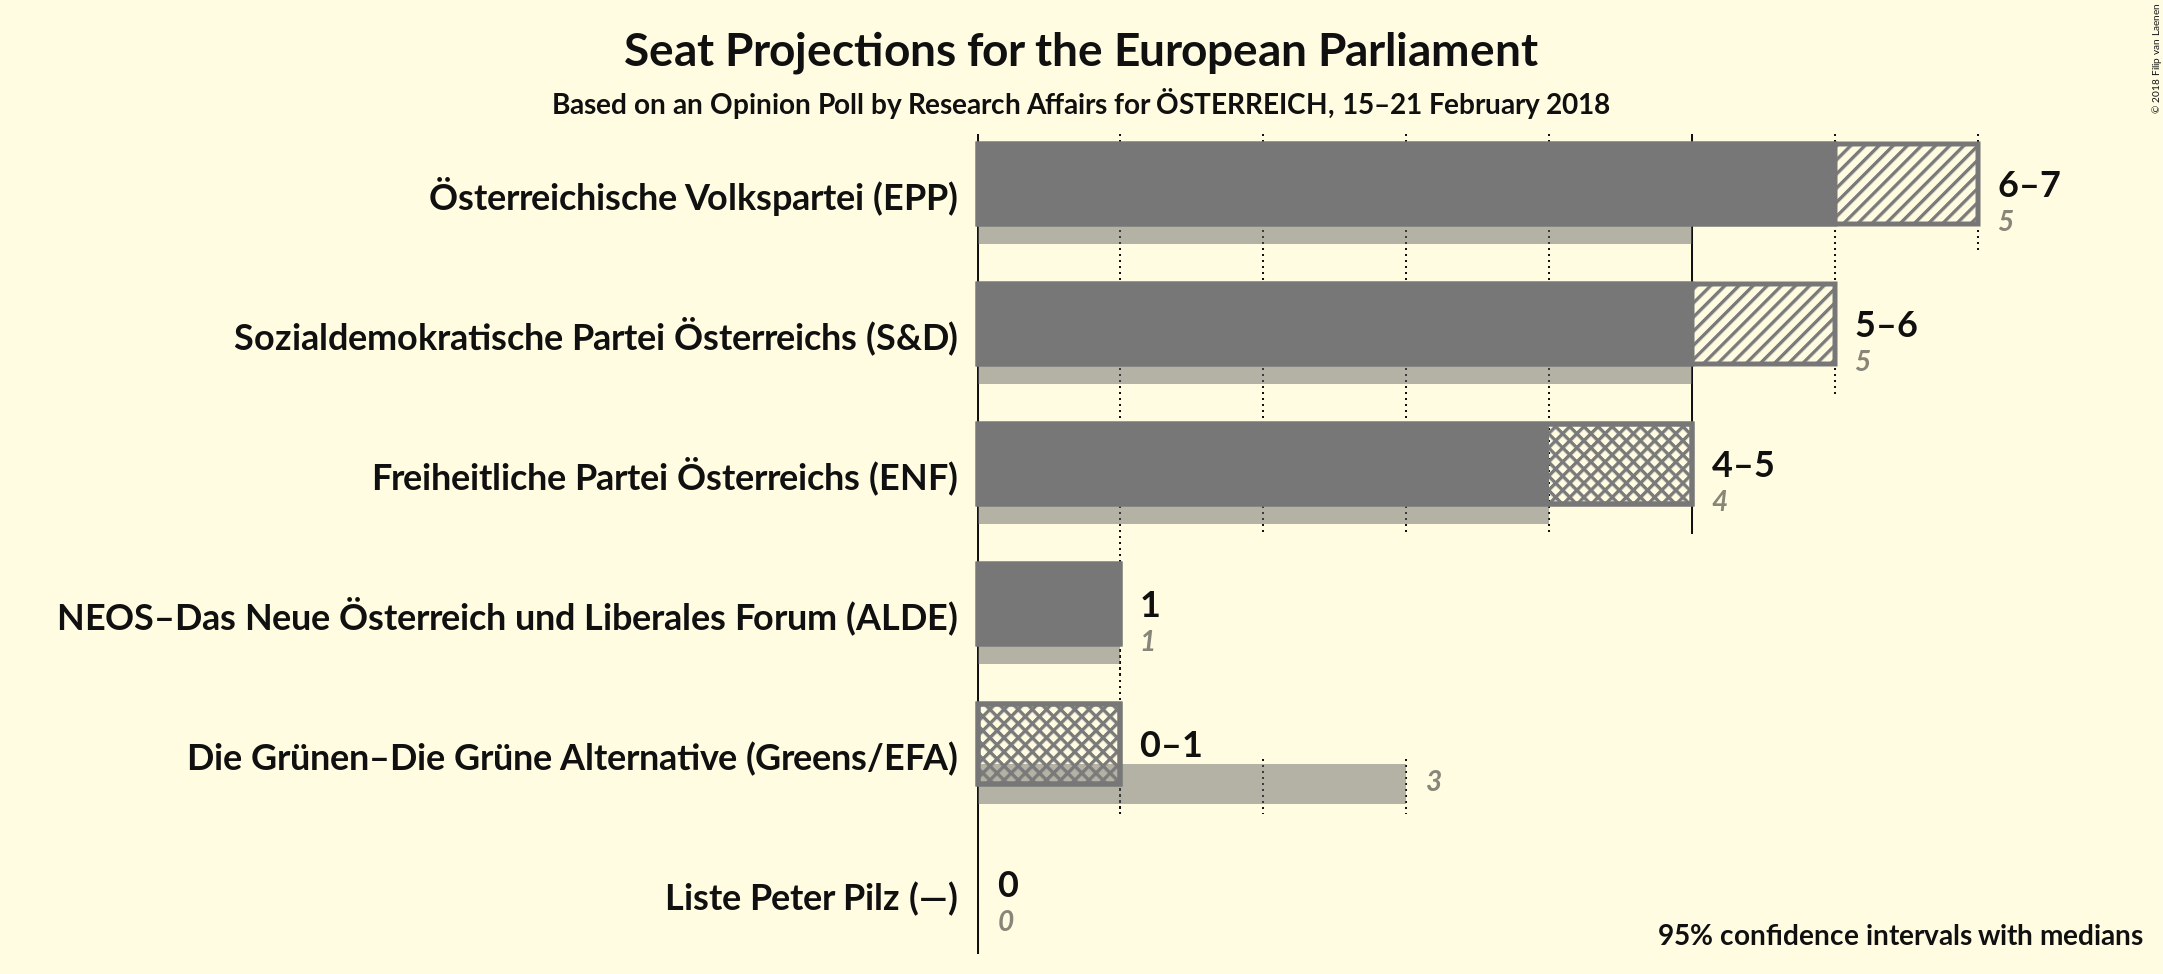 Seat Projections for the European Parliament
Based on an Opinion Poll by Research Affairs for ÖSTERREICH, 15–21 February 2018
© 2018 Filip van Laenen
Österreichische Volkspartei (EPP)
6–7
5
Sozialdemokratische Partei Österreichs (S&D)
5–6
5
Freiheitliche Partei Österreichs (ENF)
4–5
4
NEOS–Das Neue Österreich und Liberales Forum (ALDE)
1
1
Die Grünen–Die Grüne Alternative (Greens/EFA)
0–1
3
Liste Peter Pilz (—)
0
0
95% confidence intervals with medians